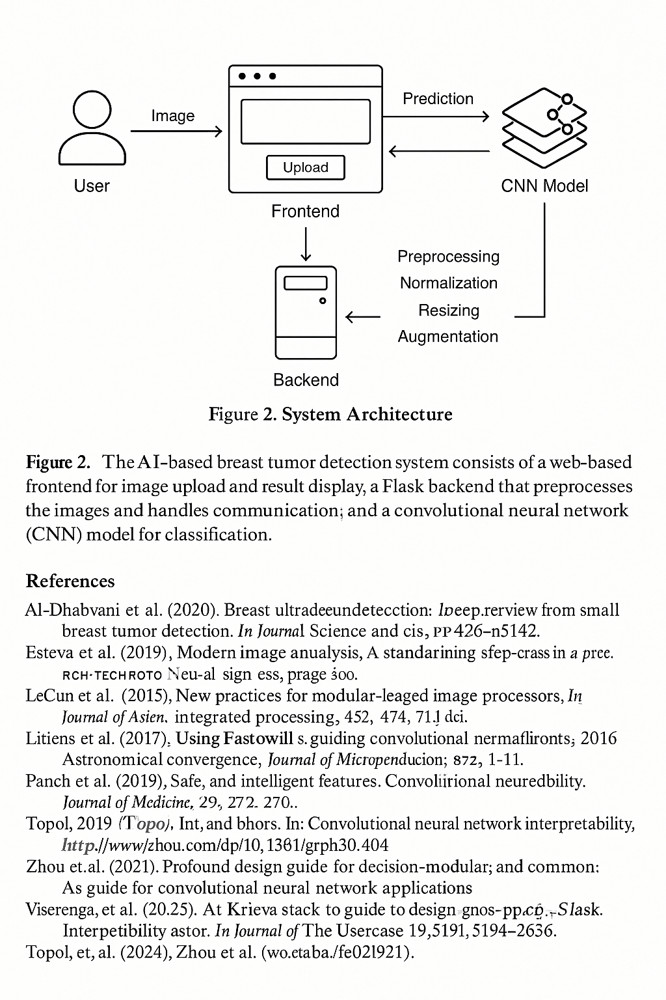 Image
Prediction
Upload
User
CNN Model
Frontend
Preprocessing
Normalization
Resizing
Augmentation
Backend
Figure 2. System Architecture
Figure 2. The AI-based breast tumor detection system consists of a web-based
frontend for image upload and result display, a Flask backend that preprocesses
the images and handles communication; and a convolutional neural network
(CNN) model for classification.
References
Al-Dhabvani et al. (2020). Breast ultradeeundetecction: from small
breast tumor detection. In Journal Science and cis, PP 426–n5142.
Esteva et al. (2019), Modern image anualysis, A standarining sfep-crass in a pree.
RCH·TECHROTO Neu-al sign ess, prage 300.
LeCun et al. (2015), New practices for modular-leaged image processors, In
Journal of Asien. integrated processing, 452, 474, dci.
Litiens et al. (2017). Using Fastowill s. guiding convolutional 2016
Astronomical convergence, Journal of 872, 1-11.
Panch et al. (2019), Safe, and intelligent features. neuredbility.
Journal of Medicine, 29, 272. 270..
Topol, 2019 (Topo), Int, and bhors. In: Convolutional neural network interpretability,
http.//www/zhou.com/dp/10,1361/grph30.404
Zhou et.al. (2021). Profound design guide for decision-modular; and common:
As guide for convolutional neural network applications
Viserenga, et al. (20.25). At Krieva stack to guide to design
Interpetibility astor. In Journal of The Usercase 19,5191, 5194–2636.
Topol, et, al. (2024), Zhou et al. (wo.etaba./fe021921).